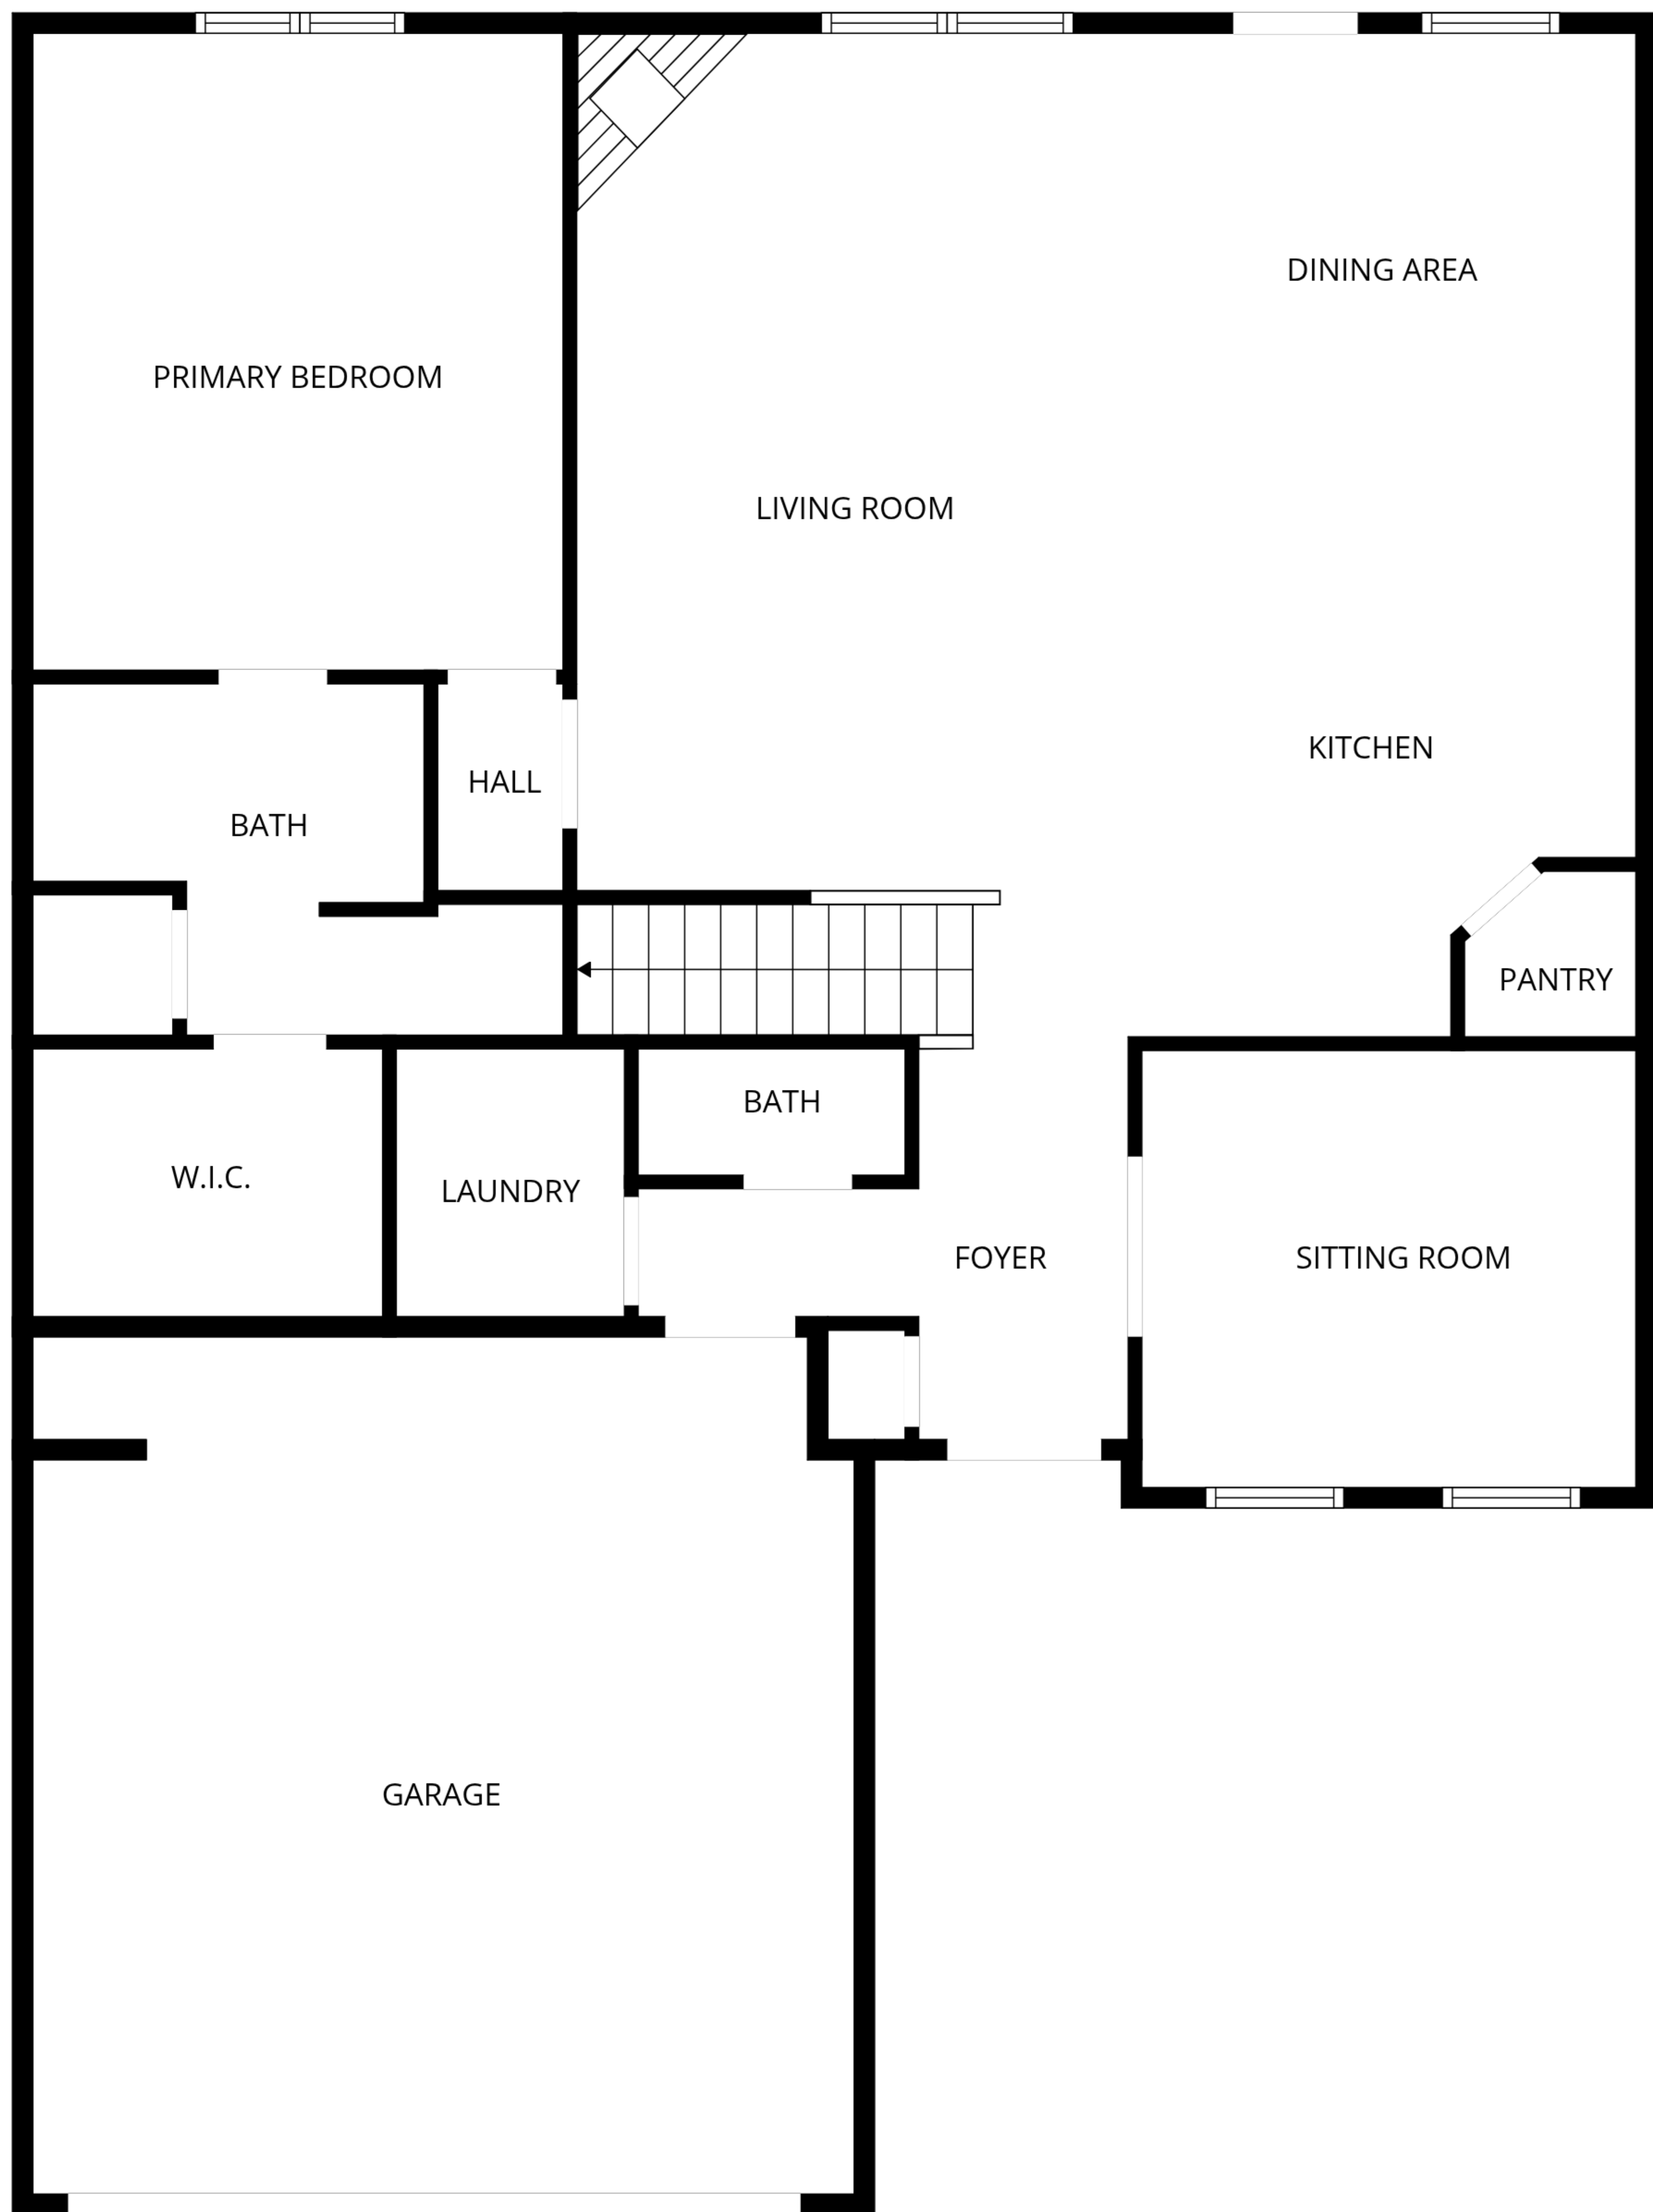 DINING AREA
PRIMARY BEDROOM
LIVING ROOM
KITCHEN
HALL
BATH
PANTRY
BATH
W.I.C.
LAUNDRY
FOYER
SITTING ROOM
GARAGE